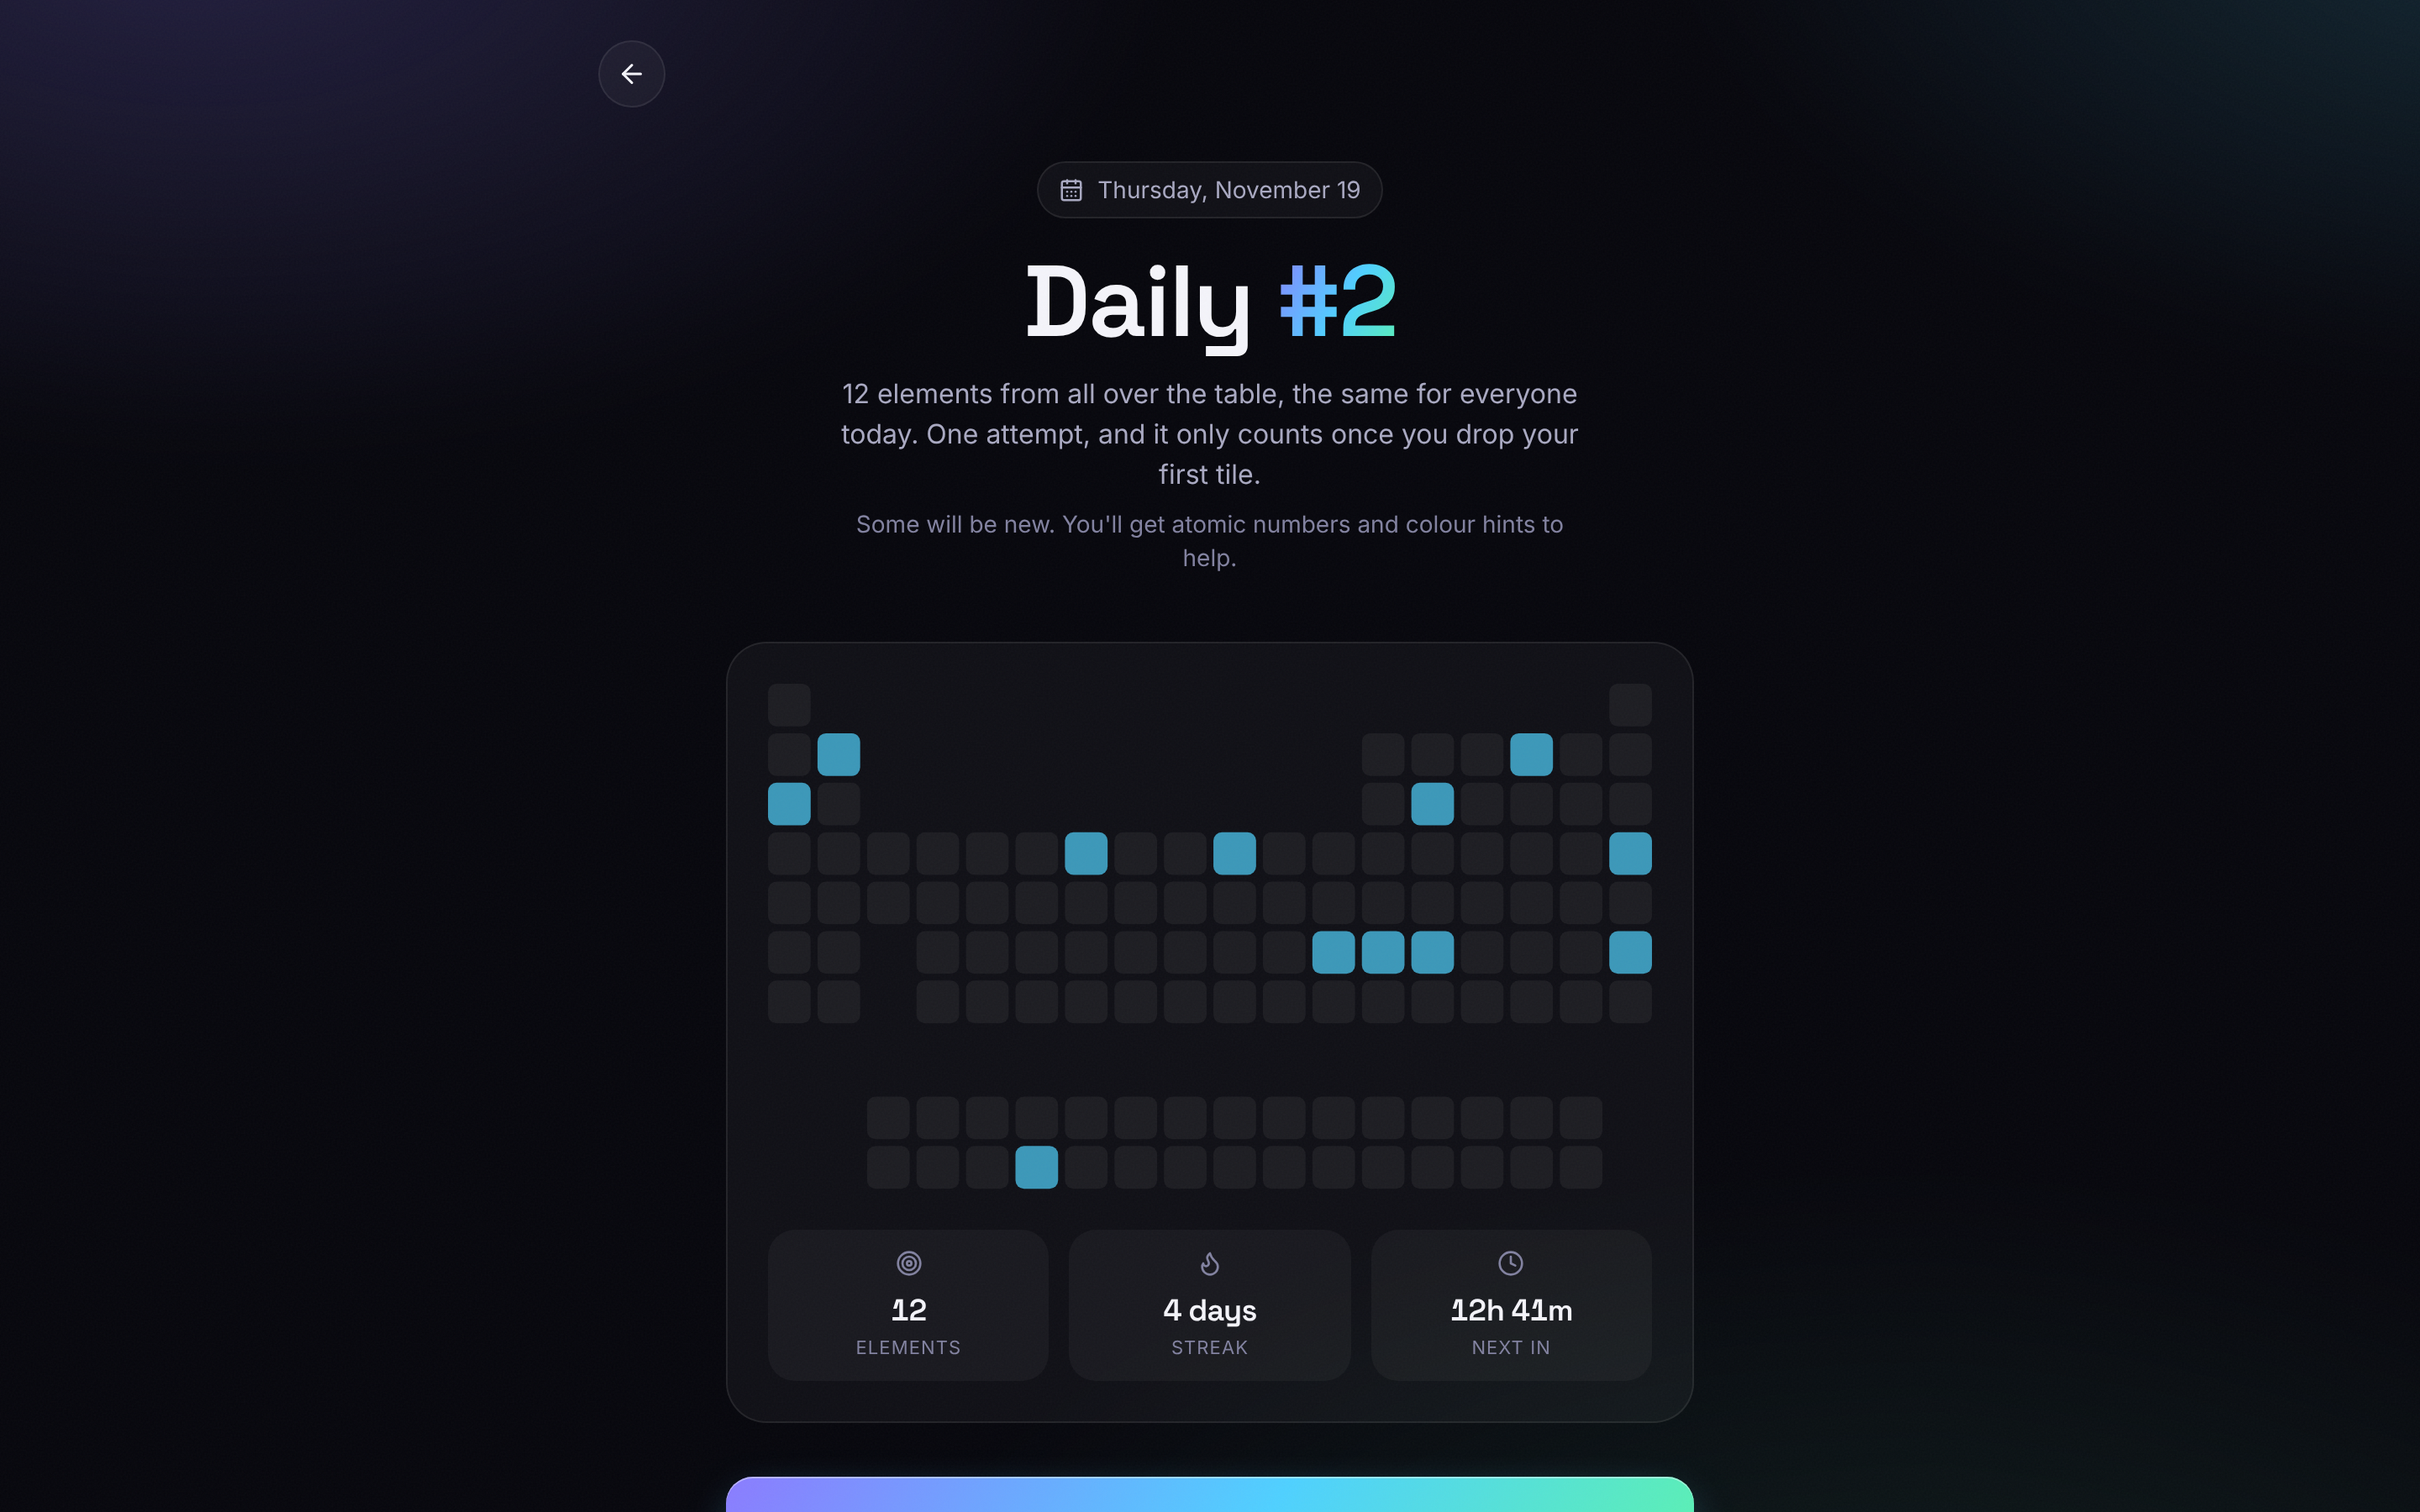 Thursday, November 19
Daily #2
12 elements from all over the table, the same for everyone
today. One attempt, and it only counts once you drop your
first tile.
Some will be new. You'll get atomic numbers and colour hints to
help.
12
ELEMENTS
4 days
STREAK
12h 41m
NEXT IN